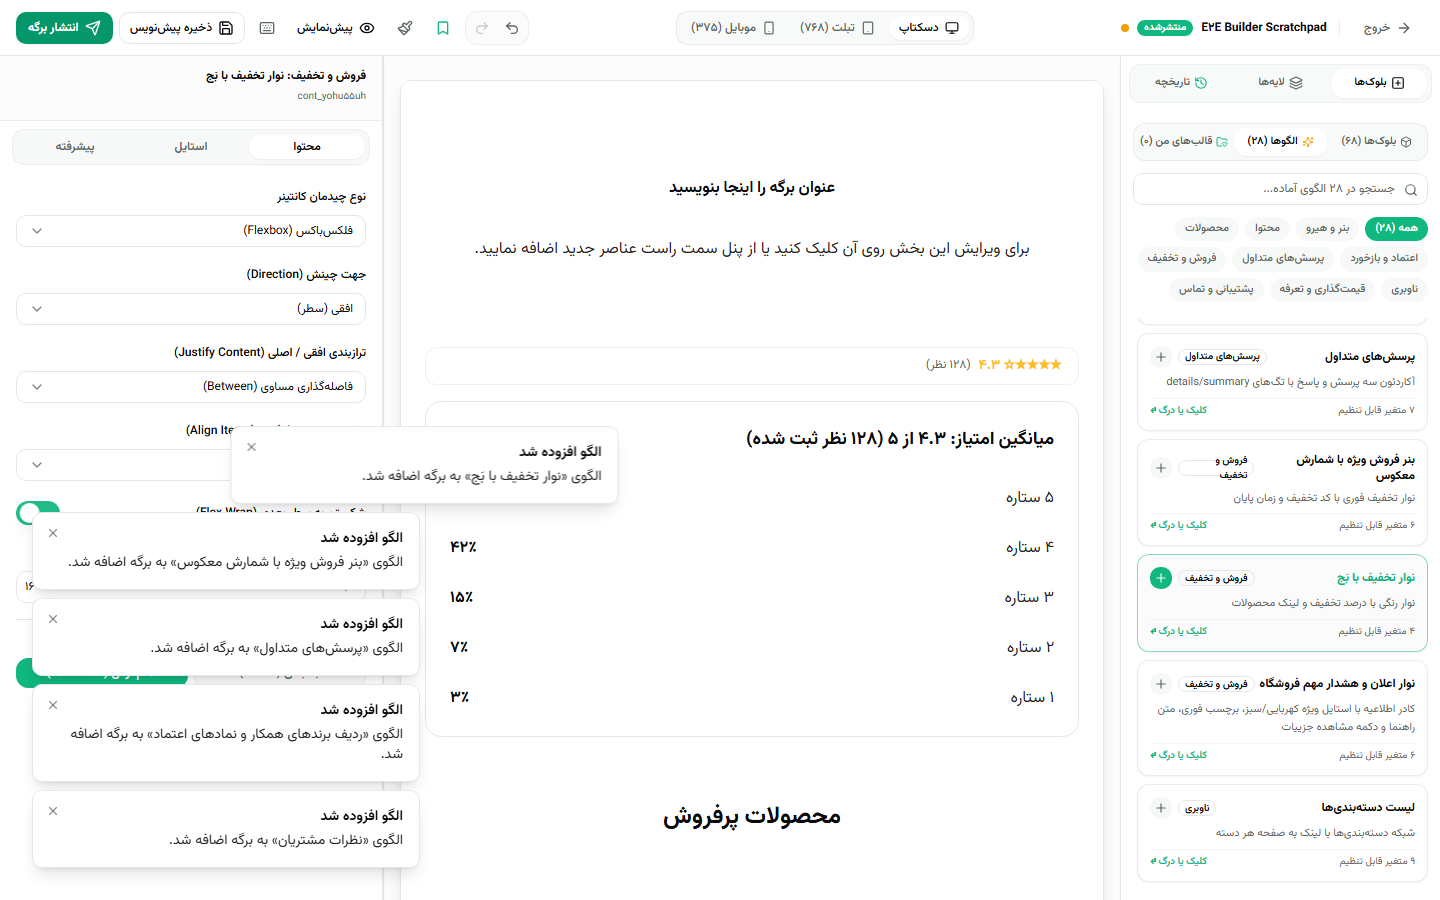 خروج
E2E Builder Scratchpad
منتشرشده
دسکتاپ
تبلت (۷۶۸)
موبایل (۳۷۵)
پیش‌نمایش
ذخیره پیش‌نویس
انتشار برگه
بلوک‌ها
لایه‌ها
تاریخچه
بلوک‌ها (۶۸)
الگوها (۲۸)
قالب‌های من (۰)
جستجو در ۲۸ الگوی آماده...
همه (۲۸)
بنر و هیرو
محتوا
محصولات
اعتماد و بازخورد
پرسش‌های متداول
فروش و تخفیف
ناوبری
قیمت‌گذاری و تعرفه
پشتیبانی و تماس
پرسش‌های متداول
پرسش‌های متداول
آکاردئون سه پرسش و پاسخ با تگ‌های details/summary
۷ متغیر قابل تنظیم
کلیک یا درگ
بنر فروش ویژه با شمارش معکوس
فروش و تخفیف
نوار تخفیف فوری با کد تخفیف و زمان پایان
۶ متغیر قابل تنظیم
کلیک یا درگ
نوار تخفیف با بَج
فروش و تخفیف
نوار رنگی با درصد تخفیف و لینک محصولات
۴ متغیر قابل تنظیم
کلیک یا درگ
نوار اعلان و هشدار مهم فروشگاه
فروش و تخفیف
کادر اطلاعیه با استایل ویژه کهربایی/سبز، برچسب فوری، متن
راهنما و دکمه مشاهده جزییات
۶ متغیر قابل تنظیم
کلیک یا درگ
لیست دسته‌بندی‌ها
ناوبری
شبکه دسته‌بندی‌ها با لینک به صفحه هر دسته
۹ متغیر قابل تنظیم
کلیک یا درگ
عنوان برگه را اینجا بنویسید
برای ویرایش این بخش روی آن کلیک کنید یا از پنل سمت راست عناصر جدید اضافه نمایید.
★★★★☆ ۴.۳ (۱۲۸ نظر)
میانگین امتیاز: ۴.۳ از ۵ (۱۲۸ نظر ثبت شده)
۵ ستاره
۴ ستاره
۴۲٪
۳ ستاره
۱۵٪
۲ ستاره
۷٪
۱ ستاره
۳٪
محصولات پرفروش
فروش و تخفیف: نوار تخفیف با بَج
cont_yohu55uh
محتوا
استایل
پیشرفته
نوع چیدمان کانتینر
فلکس‌باکس (Flexbox)
جهت چینش (Direction)
افقی (سطر)
ترازبندی افقی / اصلی (Justify Content)
فاصله‌گذاری مساوی (Between)
الگو افزوده شد
الگوی «نوار تخفیف با بَج» به برگه اضافه شد.
الگو افزوده شد
الگوی «بنر فروش ویژه با شمارش معکوس» به برگه اضافه شد.
الگو افزوده شد
الگوی «پرسش‌های متداول» به برگه اضافه شد.
الگو افزوده شد
الگوی «ردیف برندهای همکار و نمادهای اعتماد» به برگه اضافه
شد.
الگو افزوده شد
الگوی «نظرات مشتریان» به برگه اضافه شد.